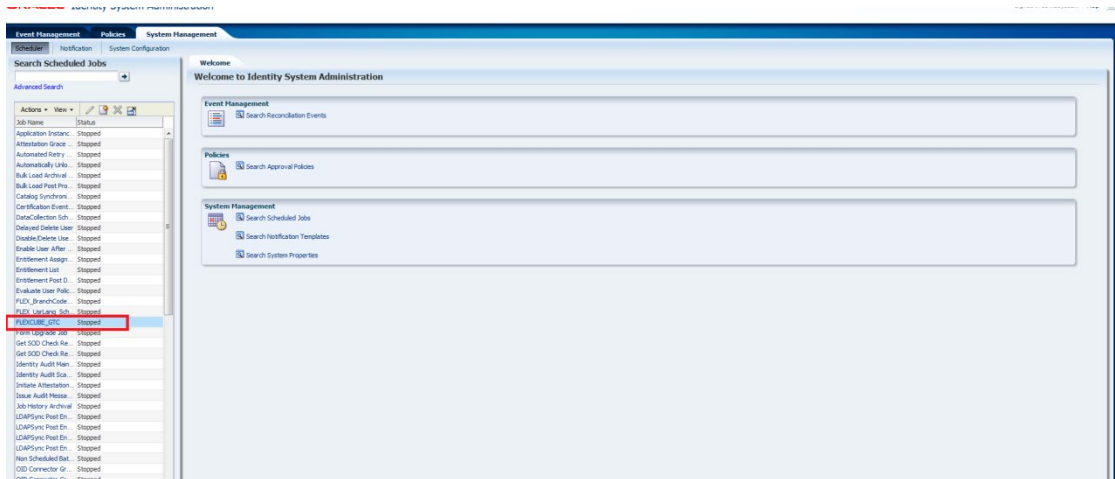 Identity System Administration
Event Management Policies System Management
Scheduler Notification System Configuration
Search Scheduled Jobs
Advanced Search
Actions View
Job Name Status
Application Instanc... Stopped
Attestation Grace ... Stopped
Automated Retry ... Stopped
Automatically Unlo... Stopped
Bulk Load Archival ... Stopped
Bulk Load Post Pro... Stopped
Catalog Synchroni... Stopped
Certification Event... Stopped
DataCollection Sch... Stopped
Delayed Delete User Stopped
Disable/Delete Use... Stopped
Enable User After ... Stopped
Entitlement Assign... Stopped
Entitlement List Stopped
Entitlement Post D... Stopped
Evaluate User Polic... Stopped
FLEX_BranchCode... Stopped
FLEX_UsrLang_Sch... Stopped
FLEXCUBE_GTC Stopped
Form Upgrade Job Stopped
Get SOD Check Re... Stopped
Get SOD Check Re... Stopped
Identity Audit Main... Stopped
Identity Audit Sca... Stopped
Initiate Attestation... Stopped
Issue Audit Messa... Stopped
Job History Archival Stopped
LDAPSync Post En... Stopped
LDAPSync Post En... Stopped
LDAPSync Post En... Stopped
LDAPSync Post En... Stopped
Non Scheduled Bat... Stopped
OID Connector Gr... Stopped
Welcome
Welcome to Identity System Administration
Event Management
Search Reconciliation Events
Policies
Search Approval Policies
System Management
Search Scheduled Jobs
Search Notification Templates
Search System Properties